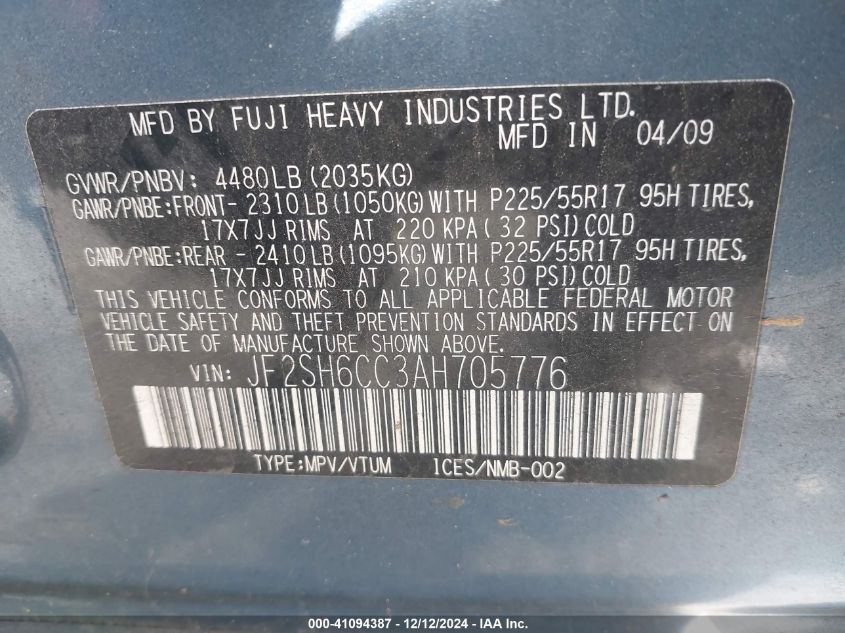 MFD BY FUJI HEAVY INDUSTRIES LTD.
MFD IN 04/09
GVWR/PNBV: 4480LB (2035KG)
GAWR/PNBE:FRONT- 2310LB (1050KG) WITH P225/55R17 95H TIRES,
17X7JJ RIMS AT 220 KPA ( 32 PSI) COLD
GAWR/PNBE:REAR - 2410LB (1095KG) WITH P225/55R17 95H TIRES,
17X7JJ RIMS AT 210 KPA ( 30 PSI) COLD
THIS VEHICLE CONFORMS TO ALL APPLICABLE FEDERAL MOTOR
VEHICLE SAFETY AND THEFT PREVENTION STANDARDS IN EFFECT ON
THE DATE OF MANUFACTURE SHOWN ABOVE.
VIN: JF2SH6CC3AH705776
TYPE:MPV/VTUM ICES/NMB-002
000-41094387 - 12/12/2024 - IAA Inc.